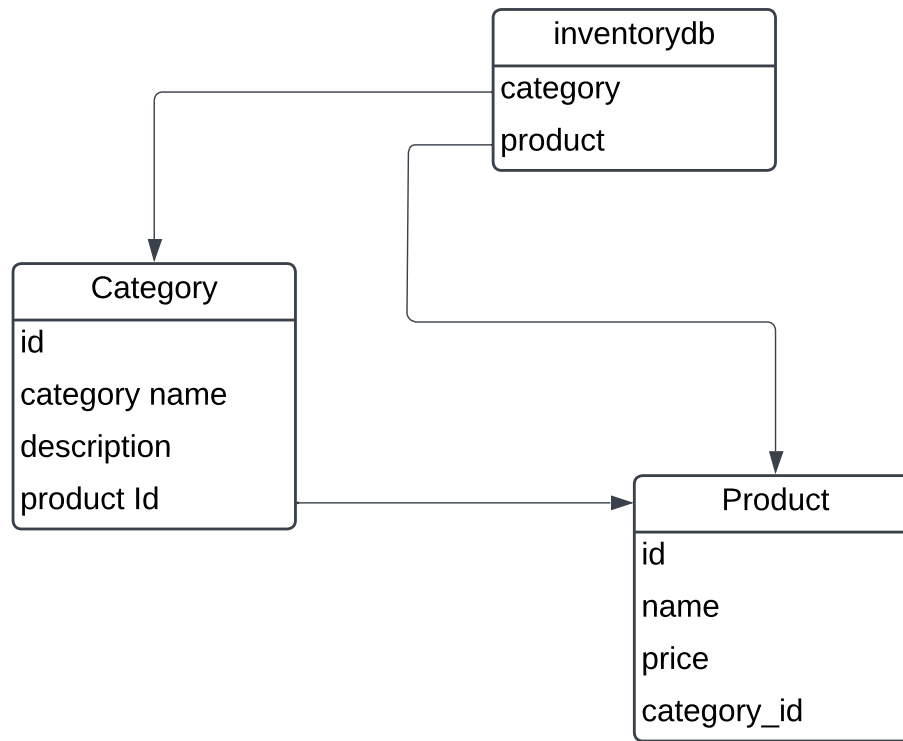 inventorydb
category
product
Category
id
category name
description
product Id
Product
id
name
price
category_id